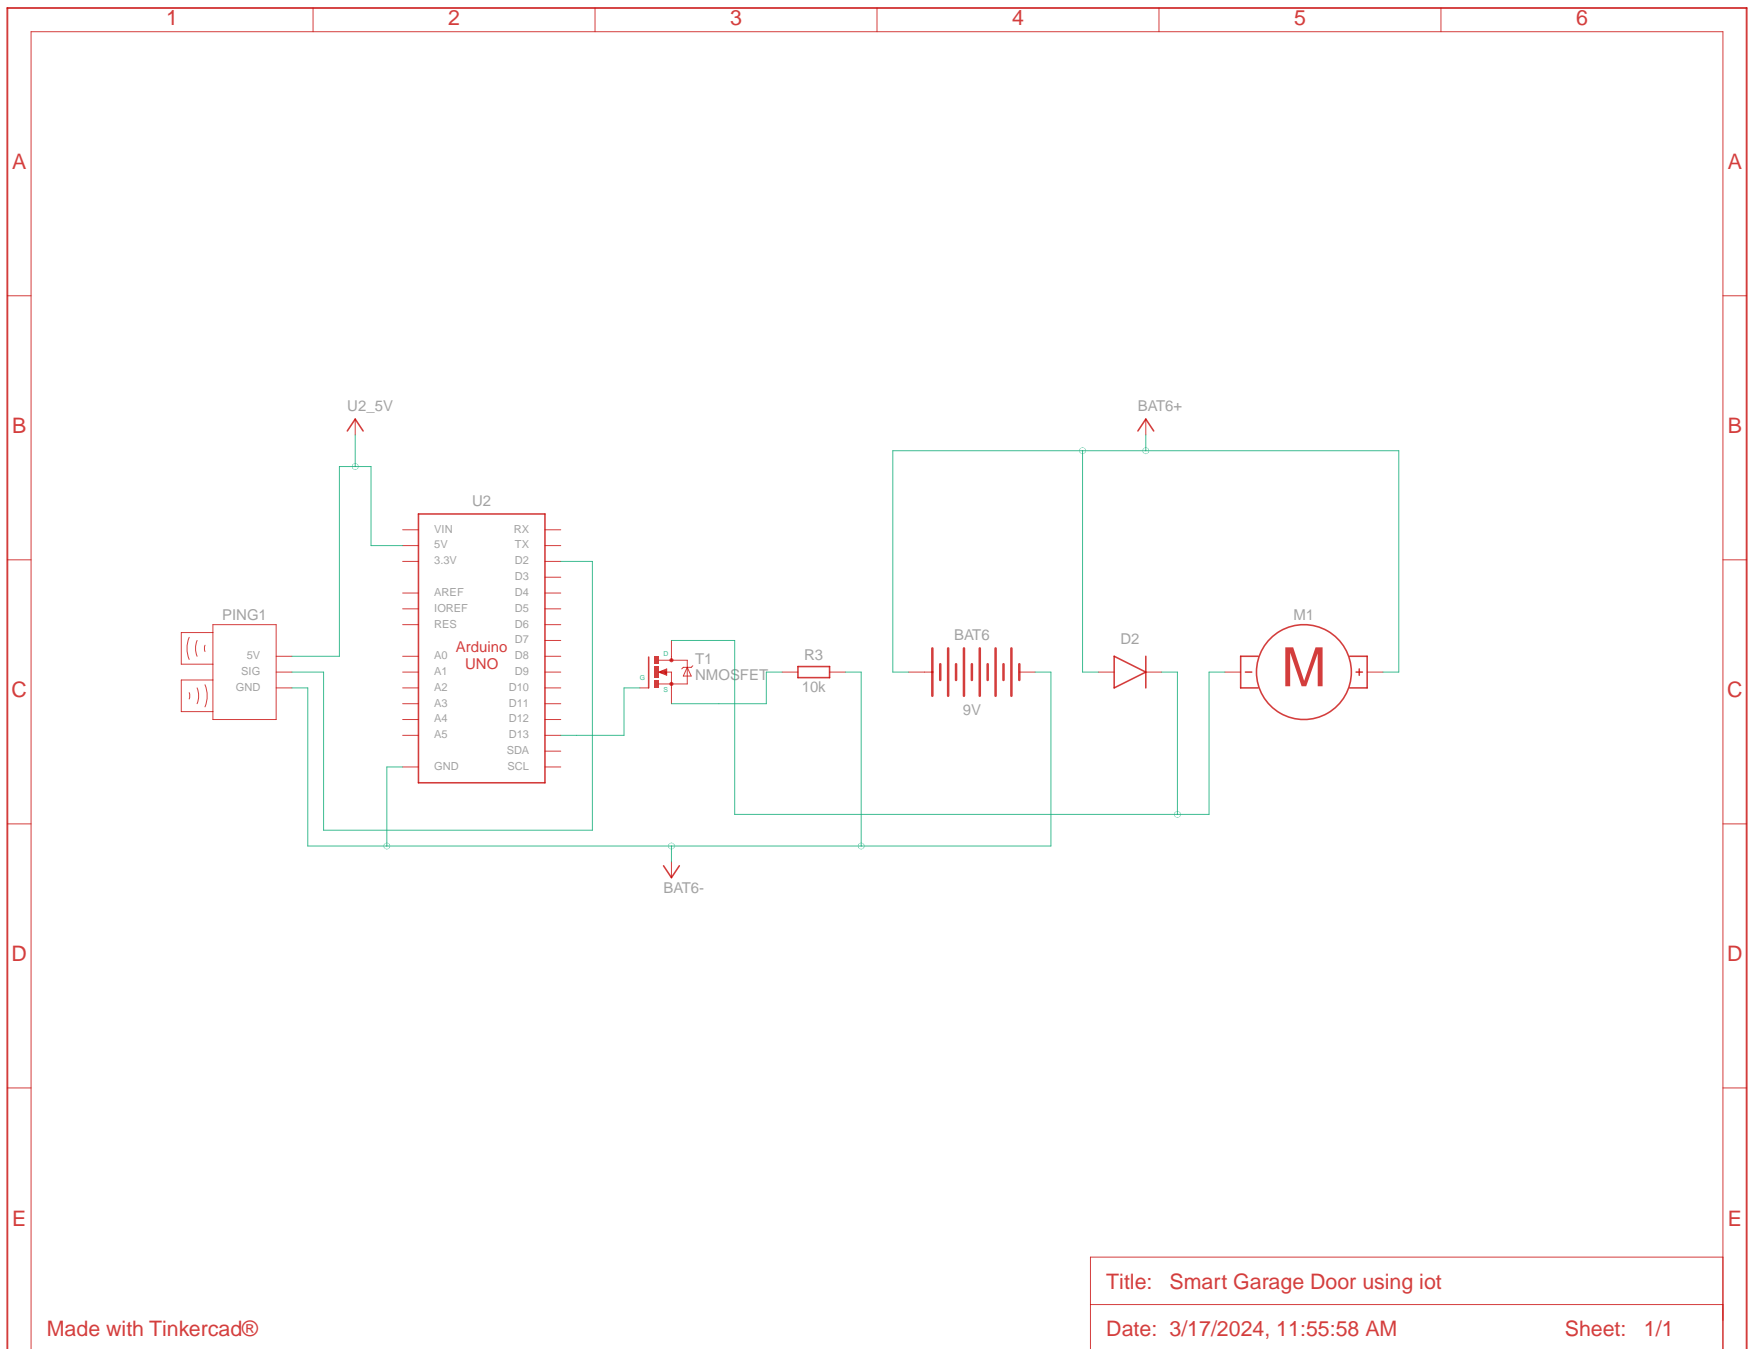 1 2 3 4 5 6
A A
B B
C C
D D
E E
U2_5V
BAT6+
U2
VIN RX
5V TX
3.3V D2
D3
AREF D4
IOREF D5
RES D6
D7
A0 D8
A1 D9
A2 D10
A3 D11
A4 D12
A5 D13
SDA
GND SCL
Arduino
UNO
PING1
5V
SIG
GND
D
G
S
T1
NMOSFET
R3
10k
BAT6
9V
D2
M1
- M +
BAT6-
Title: Smart Garage Door using iot
Made with Tinkercad®
Date: 3/17/2024, 11:55:58 AM Sheet: 1/1